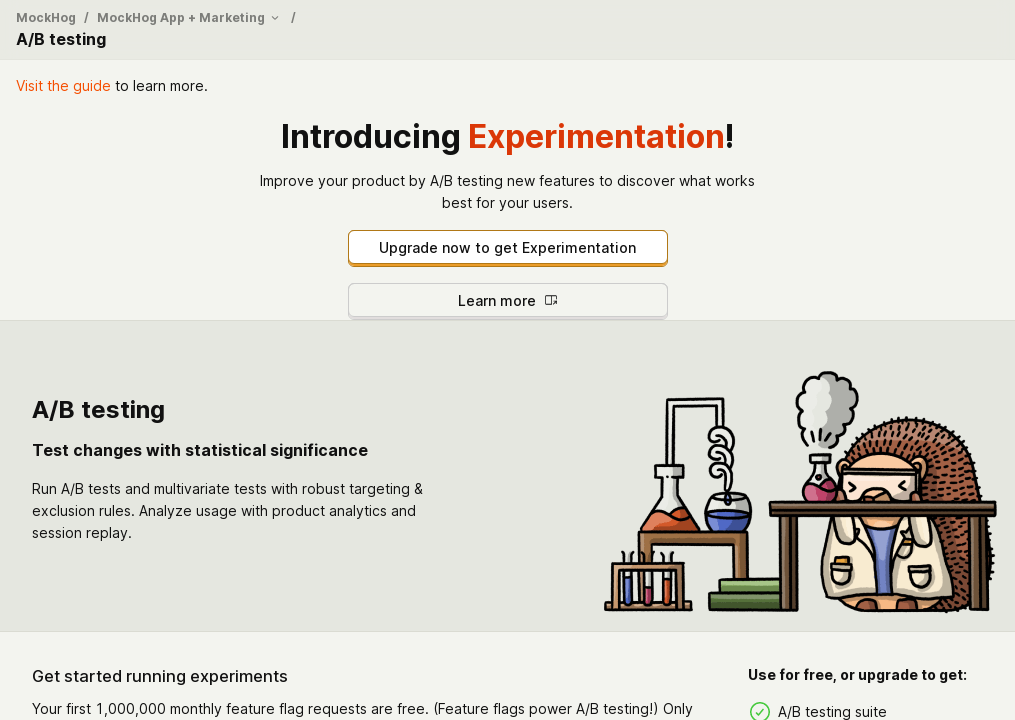 MockHog / MockHog App + Marketing /
A/B testing
Visit the guide to learn more.
Introducing Experimentation!
Improve your product by A/B testing new features to discover what works
best for your users.
Upgrade now to get Experimentation
Learn more
A/B testing
Test changes with statistical significance
Run A/B tests and multivariate tests with robust targeting &
exclusion rules. Analyze usage with product analytics and
session replay.
Get started running experiments
Your first 1,000,000 monthly feature flag requests are free. (Feature flags power A/B testing!) Only
Use for free, or upgrade to get:
A/B testing suite